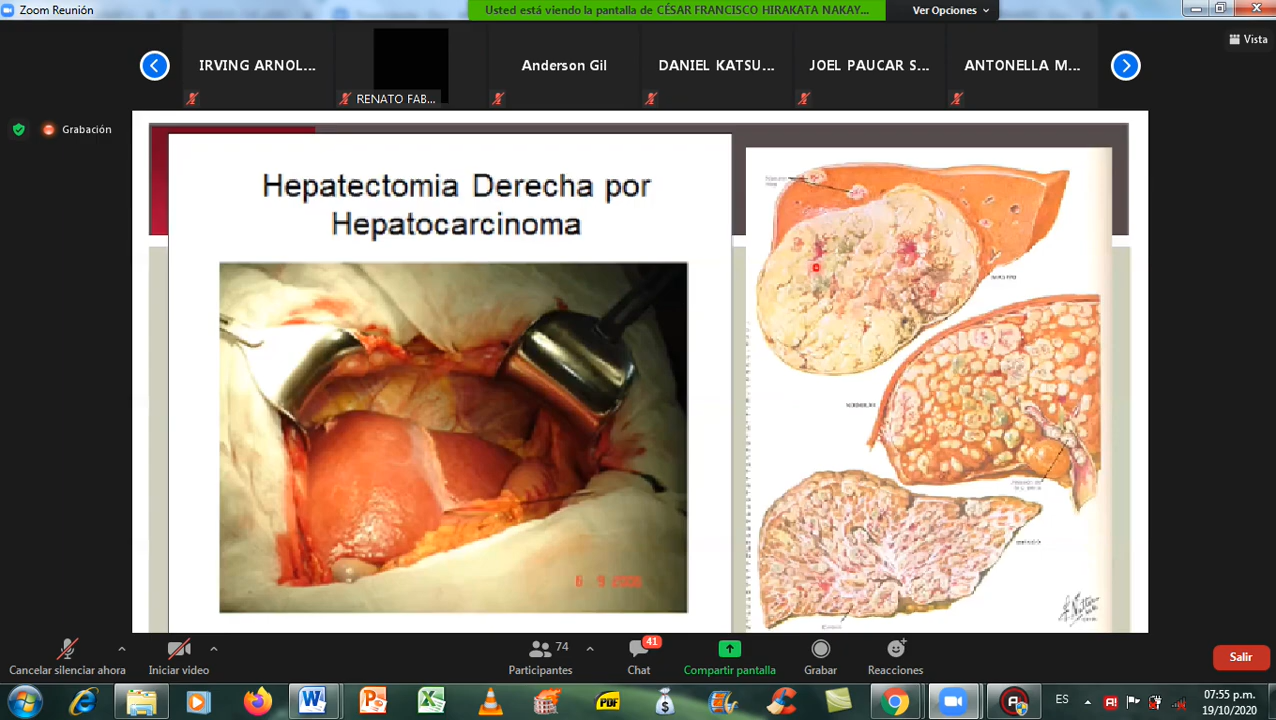 Zoom Reunión
Usted está viendo la pantalla de CÉSAR FRANCISCO HIRAKATA NAKAY...
Ver Opciones
Vista
IRVING ARNOL...
RENATO FAB...
Anderson Gil
DANIEL KATSU...
JOEL PAUCAR S...
ANTONELLA M...
Grabación
Hepatectomia Derecha por
Hepatocarcinoma
74
41
Cancelar silenciar ahora
Iniciar video
Participantes
Chat
Compartir pantalla
Grabar
Reacciones
Salir
PDF
ES
07:55 p.m.
19/10/2020